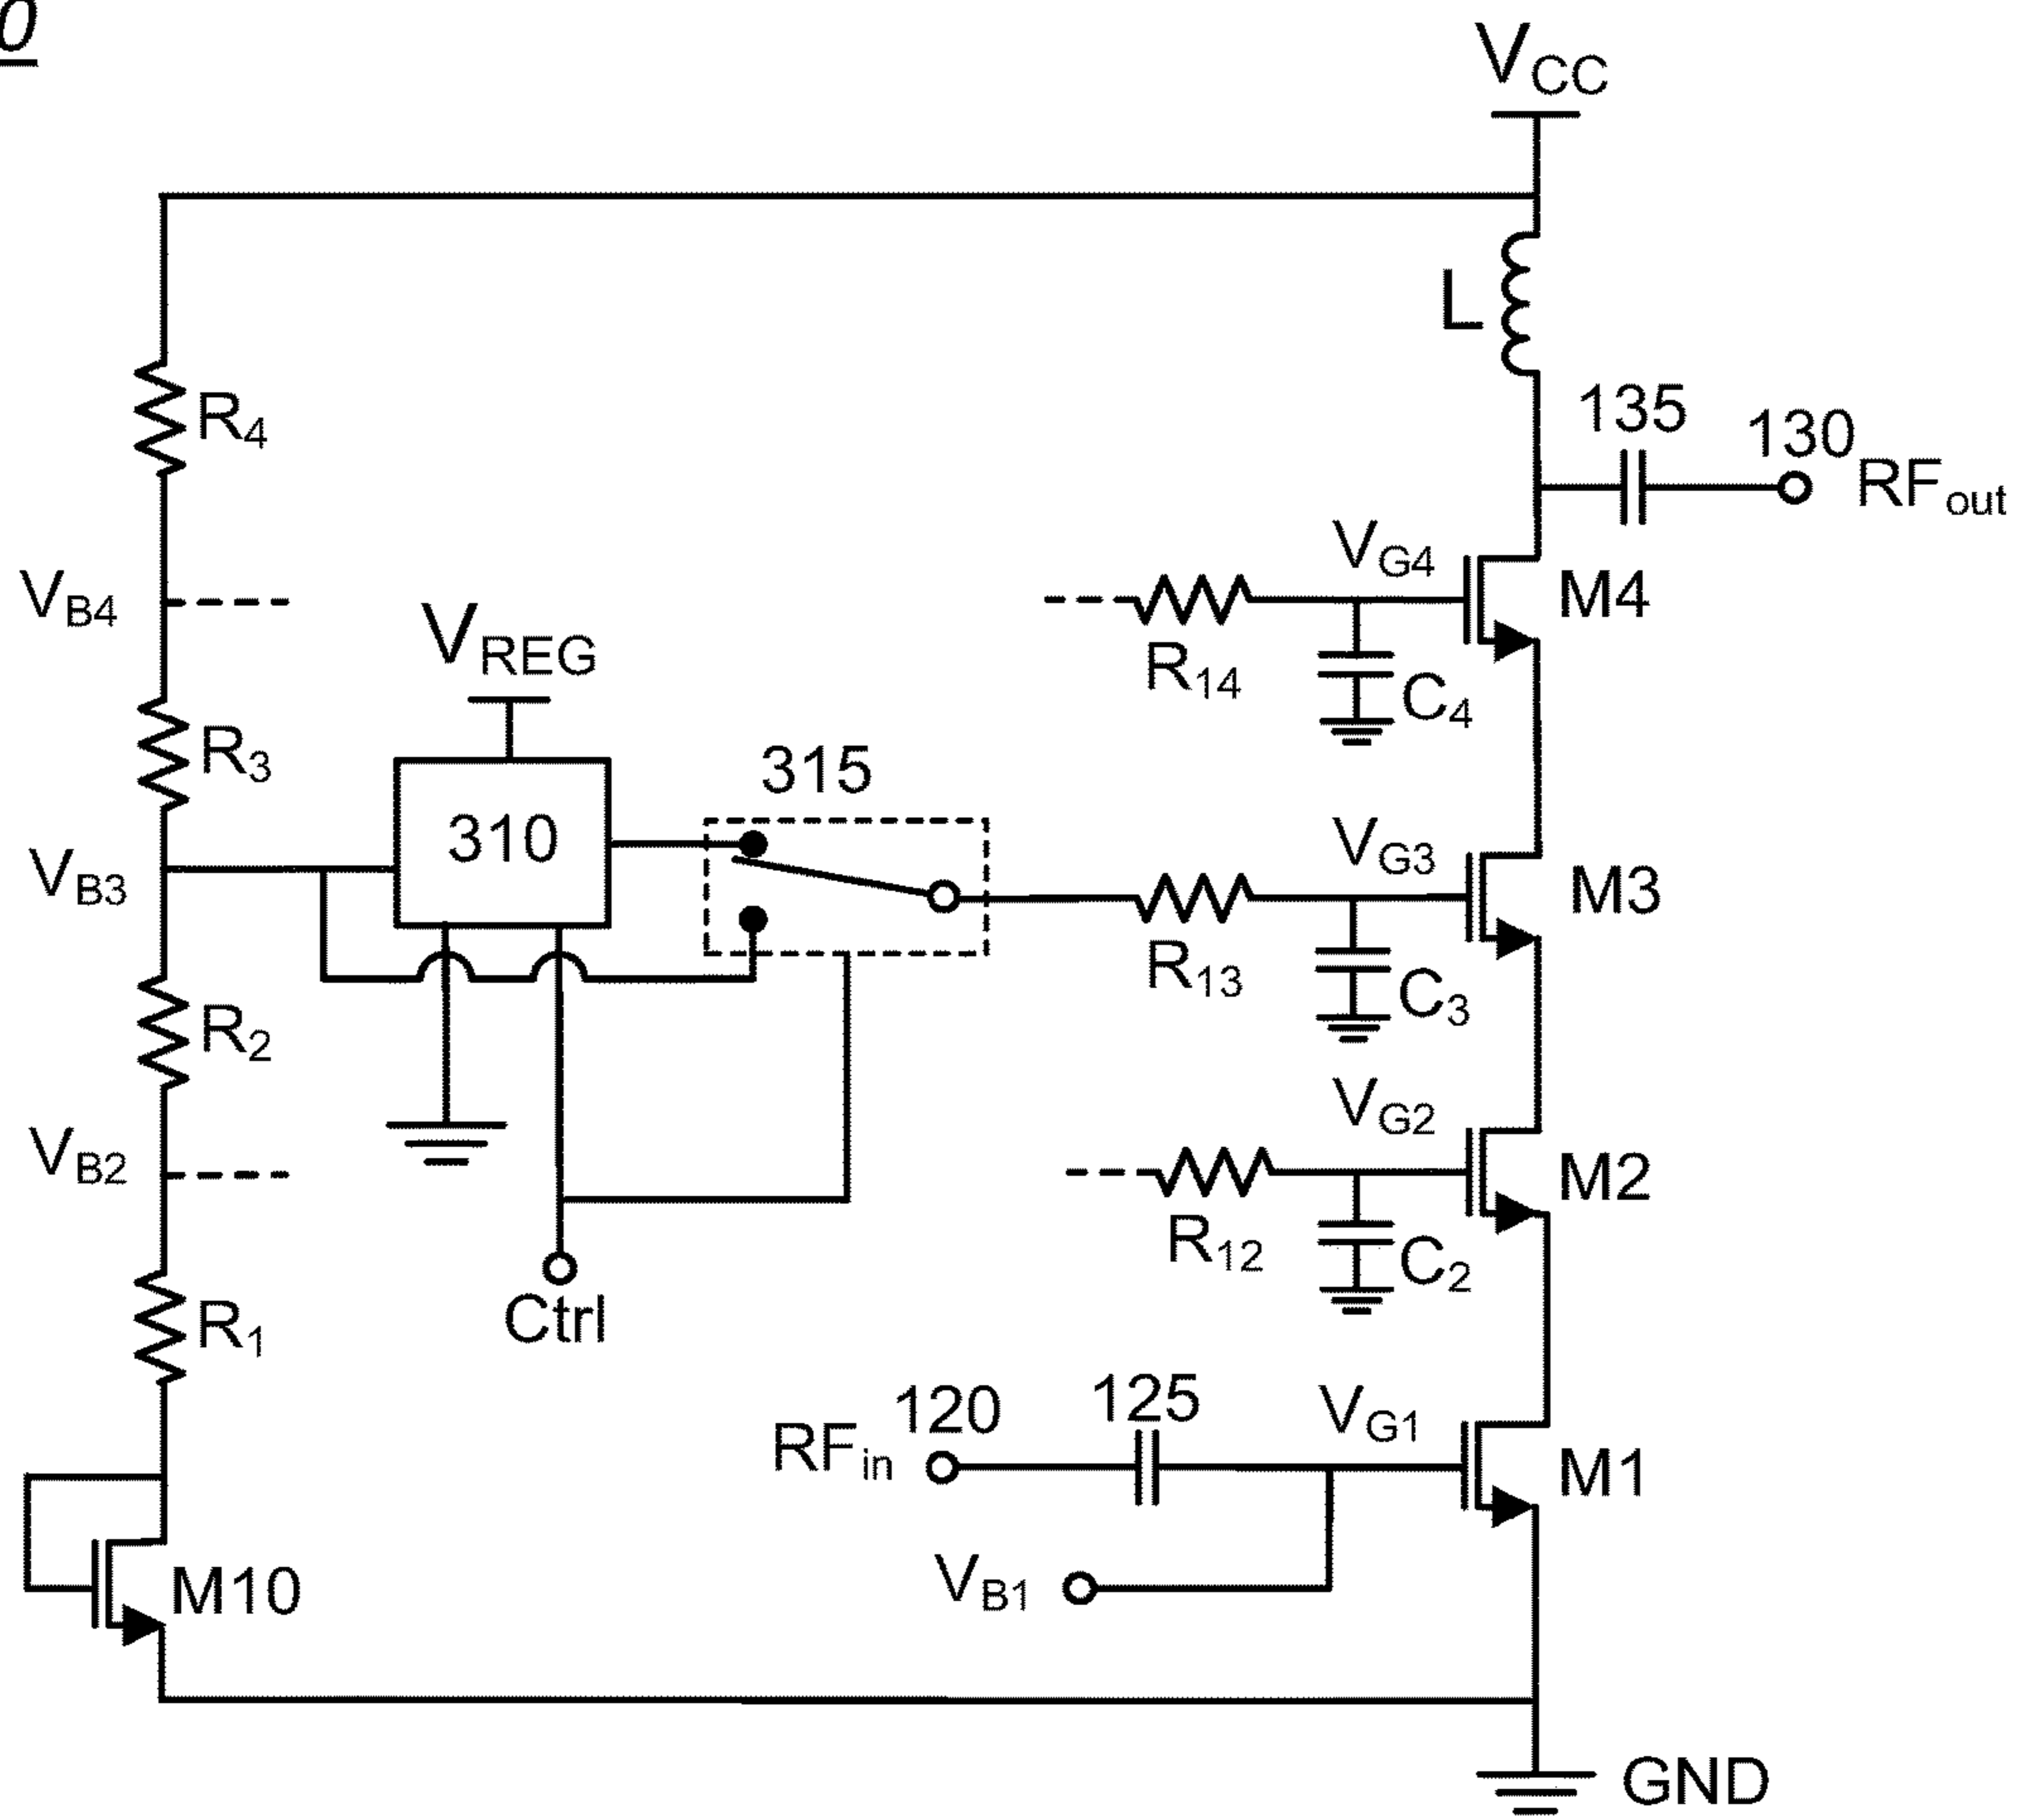 0
VCC
L
135
130
RFout
R4
VG4
M4
VB4
VREG
R14
C4
R3
315
310
VG3
M3
VB3
R13
C3
R2
VG2
M2
VB2
R12
C2
R1
Ctrl
120
125
VG1
RFin
M1
VB1
M10
GND